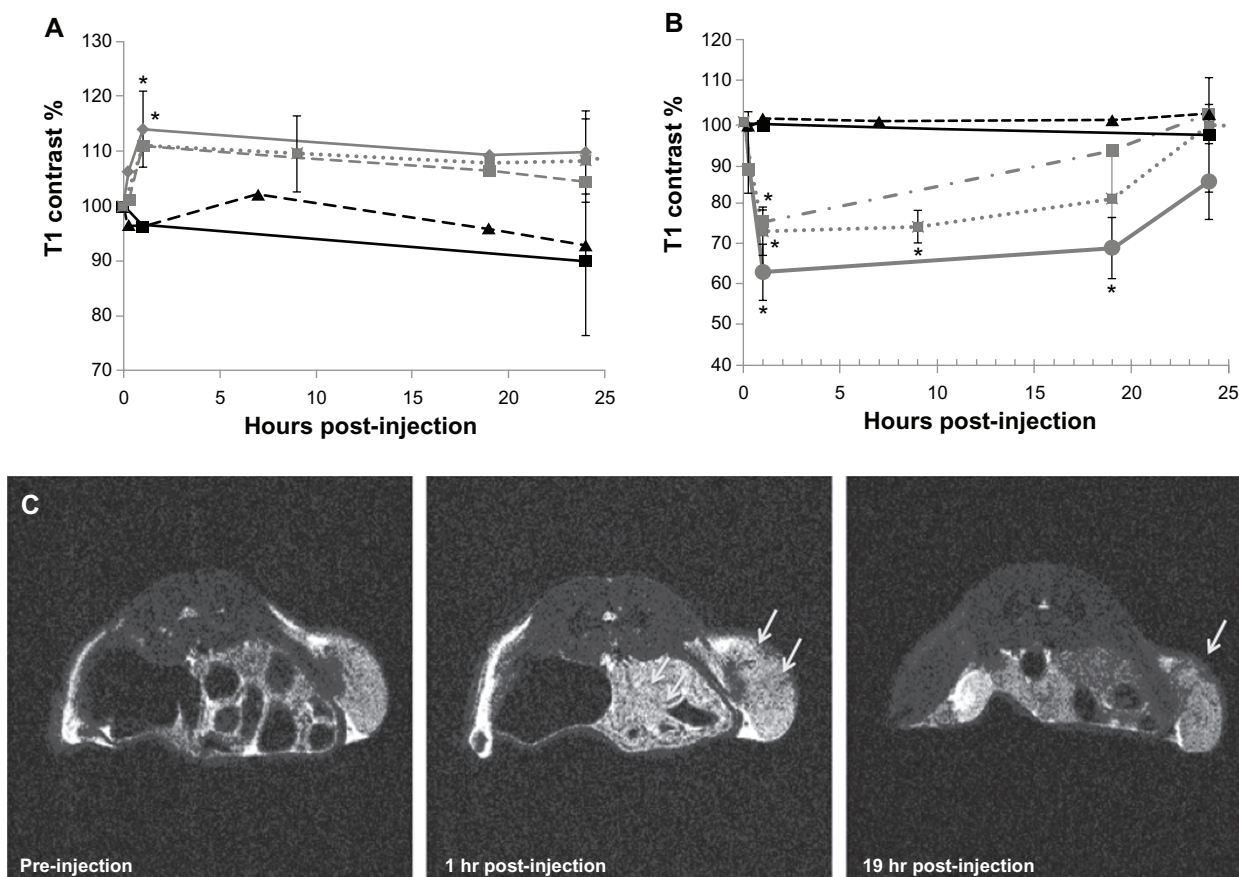 A
T1 contrast %
130
120
110
100
90
80
70
*
*
0 5 10 15 20 25
Hours post-injection
B
T1 contrast %
120
110
100
90
80
70
60
50
40
*
*
*
*
*
0 5 10 15 20 25
Hours post-injection
C
Pre-injection
1 hr post-injection
19 hr post-injection